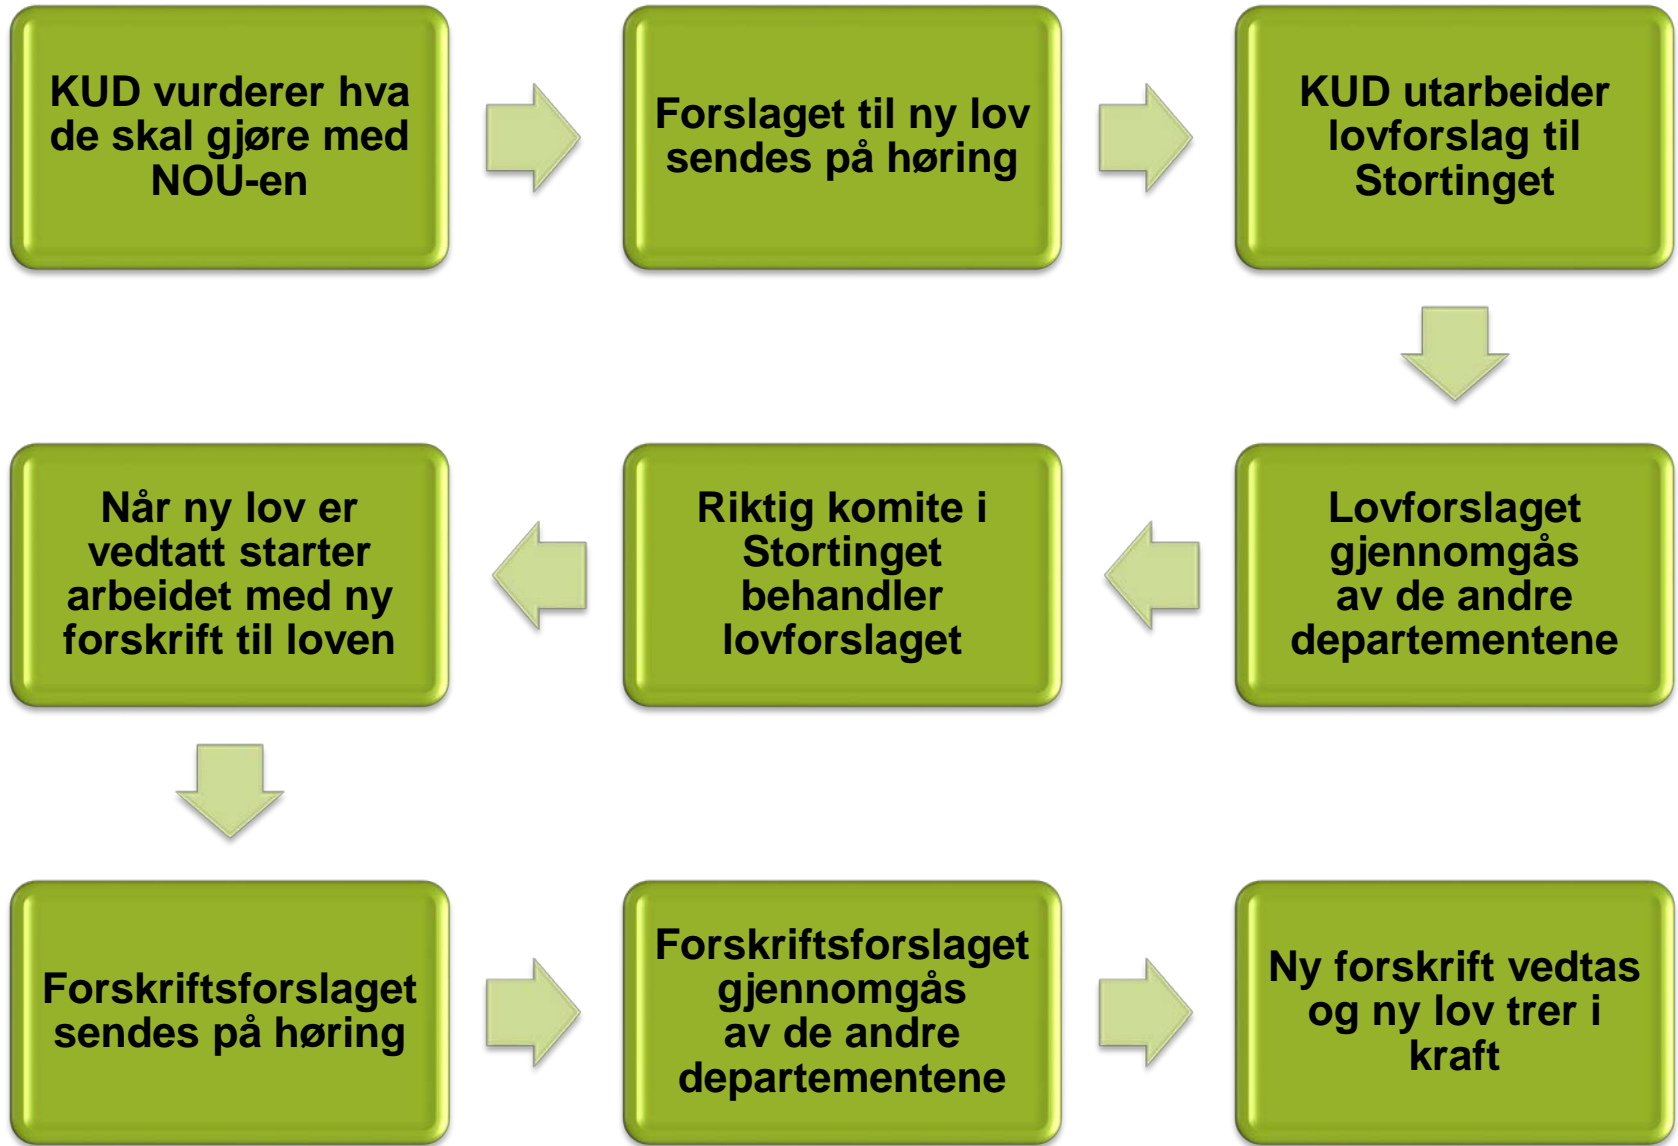 KUD vurderer hva
de skal gjøre med
NOU-en
Forslaget til ny lov
sendes på høring
KUD utarbeider
lovforslag til
Stortinget
Lovforslaget
gjennomgås
av de andre
departementene
Riktig komite i
Stortinget
behandler
lovforslaget
Når ny lov er
vedtatt starter
arbeidet med ny
forskrift til loven
Forskriftsforslaget
sendes på høring
Forskriftsforslaget
gjennomgås
av de andre
departementene
Ny forskrift vedtas
og ny lov trer i
kraft